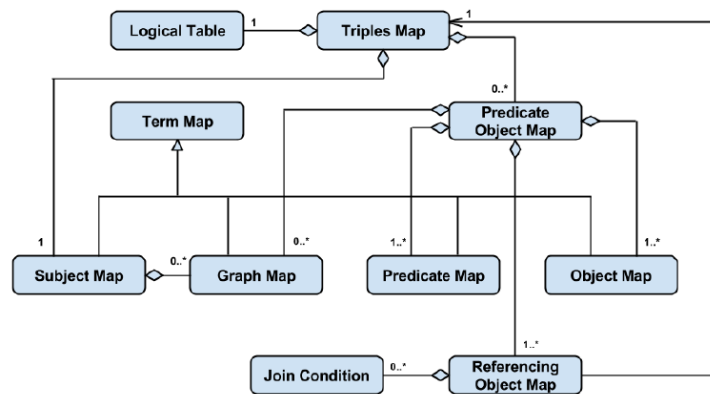 1
1
Logical Table
Triples Map
0..*
Term Map
Predicate
Object Map
1
0..*
0..*
1..*
1..*
Subject Map
Graph Map
Predicate Map
Object Map
1..*
0..*
Join Condition
Referencing
Object Map